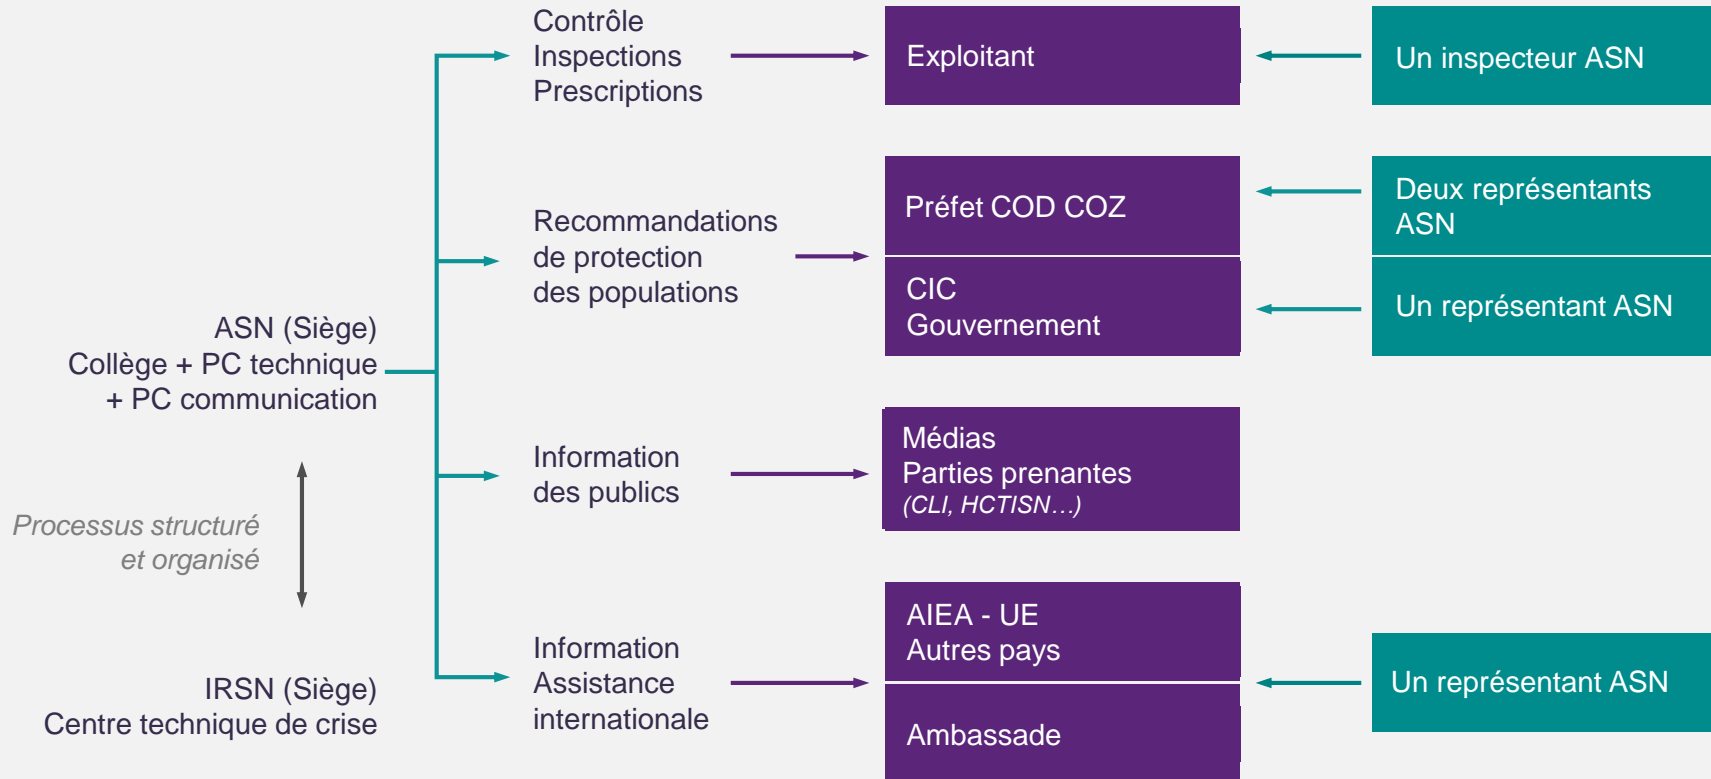 Contrôle
Inspections
Prescriptions
Exploitant
Un inspecteur ASN
Recommandations
de protection
des populations
Préfet COD COZ
Deux représentants
ASN
CIC
Gouvernement
Un représentant ASN
ASN (Siège)
Collège + PC technique
+ PC communication
Information
des publics
Médias
Parties prenantes
(CLI, HCTISN…)
Processus structuré
et organisé
Information
Assistance
internationale
AIEA - UE
Autres pays
Ambassade
Un représentant ASN
IRSN (Siège)
Centre technique de crise